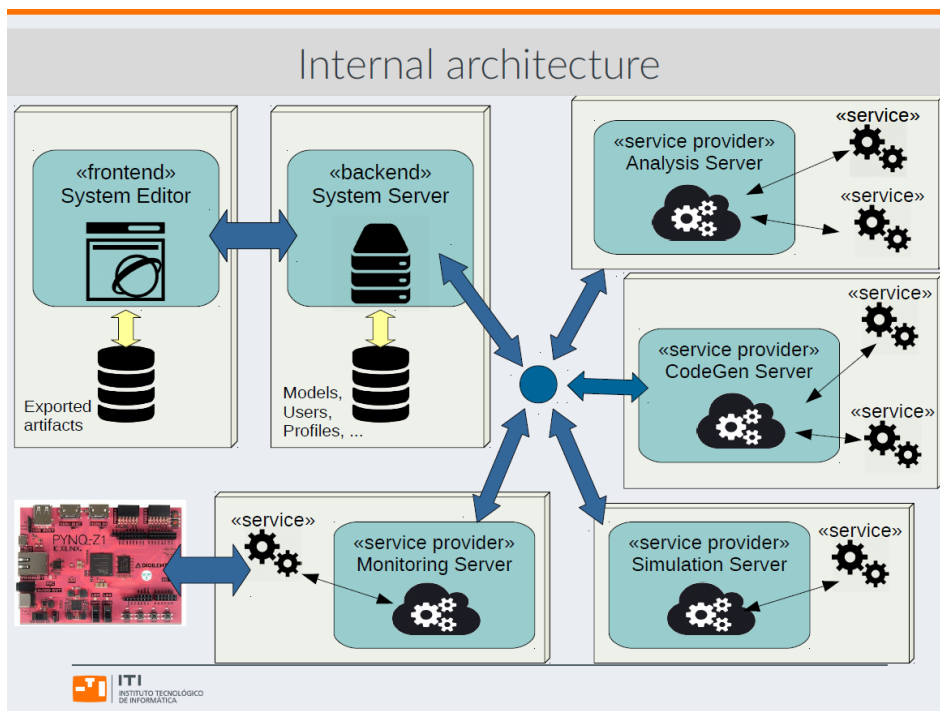 Internal architecture
«frontend»
System Editor
Exported
artifacts
«backend»
System Server
Models,
Users,
Profiles, ...
«service provider»
Analysis Server
«service»
«service»
«service provider»
CodeGen Server
«service»
«service»
PYNQ-Z1
XILINX
DIGILENT
«service»
«service provider»
Monitoring Server
«service provider»
Simulation Server
«service»
ITI
INSTITUTO TECNOLÓGICO
DE INFORMÁTICA